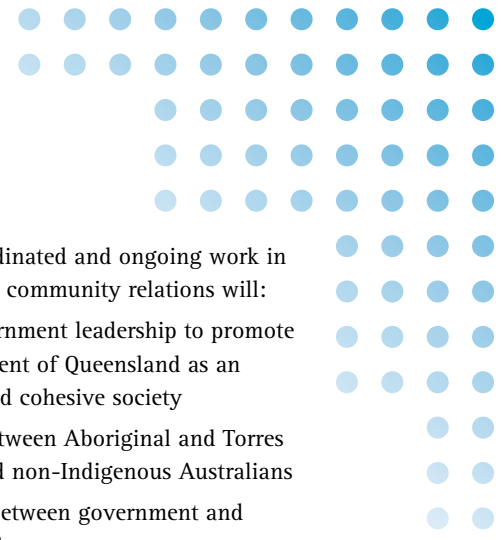 dinated and ongoing work in
community relations will:
ernment leadership to promote
ent of Queensland as an
d cohesive society
tween Aboriginal and Torres
d non-Indigenous Australians
etween government and